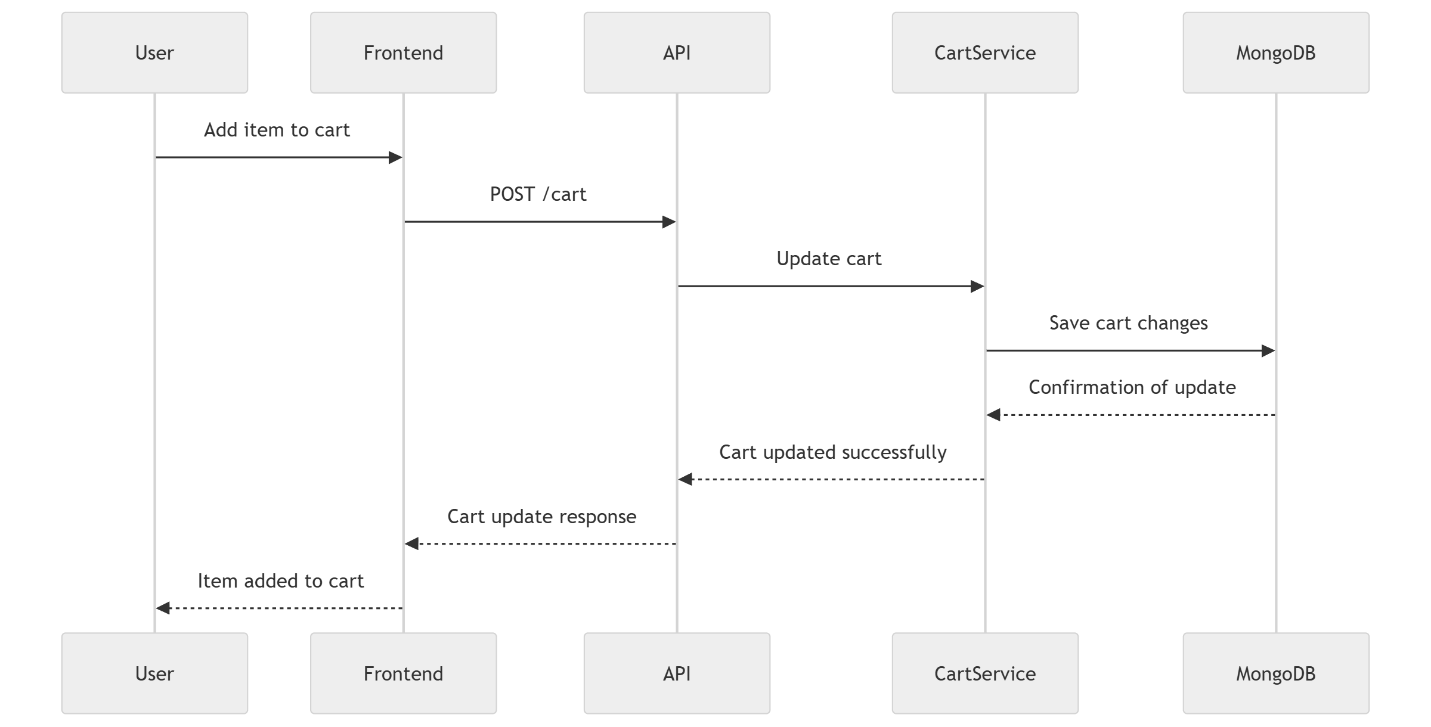 User
Frontend
API
CartService
MongoDB
Add item to cart
POST /cart
Update cart
Save cart changes
Confirmation of update
Cart updated successfully
Cart update response
Item added to cart
User
Frontend
API
CartService
MongoDB